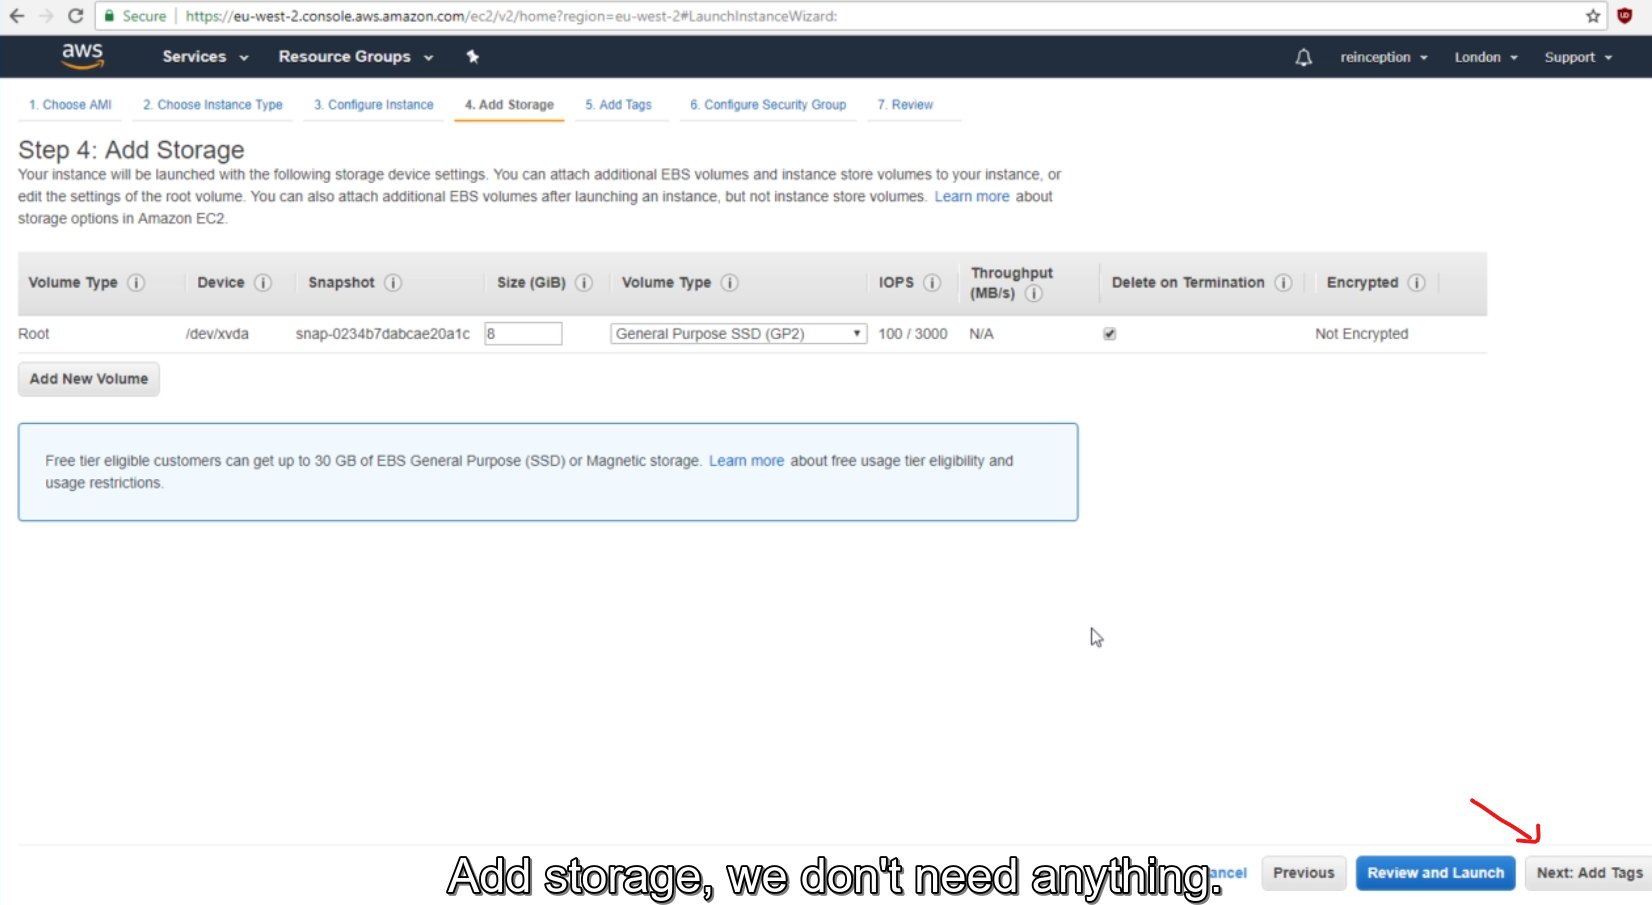 Secure https://eu-west-2.console.aws.amazon.com/ec2/v2/home?region=eu-west-2#LaunchInstanceWizard:
aws Services Resource Groups reinception London Support
1. Choose AMI 2. Choose Instance Type 3. Configure Instance 4. Add Storage 5. Add Tags 6. Configure Security Group 7. Review
Step 4: Add Storage
Your instance will be launched with the following storage device settings. You can attach additional EBS volumes and instance store volumes to your instance, or
edit the settings of the root volume. You can also attach additional EBS volumes after launching an instance, but not instance store volumes. Learn more about
storage options in Amazon EC2.
Volume Type i Device i Snapshot i Size (GiB) i Volume Type i IOPS i Throughput (MB/s) i Delete on Termination i Encrypted i
Root /dev/xvda snap-0234b7dabcae20a1c 8 General Purpose SSD (GP2) 100 / 3000 N/A Not Encrypted
Add New Volume
Free tier eligible customers can get up to 30 GB of EBS General Purpose (SSD) or Magnetic storage. Learn more about free usage tier eligibility and
usage restrictions.
Add storage, we don't need anything.
ancel Previous Review and Launch Next: Add Tags